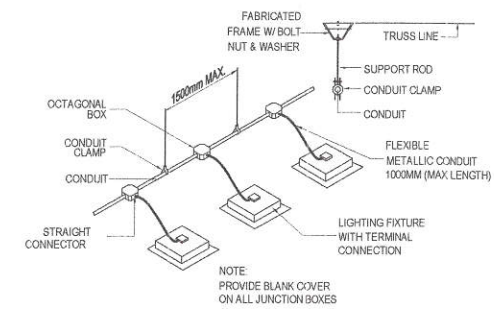 FABRICATED
FRAME W/ BOLT
NUT & WASHER
TRUSS LINE
SUPPORT ROD
CONDUIT CLAMP
CONDUIT
1500mm MAX.
OCTAGONAL
BOX
CONDUIT
CLAMP
CONDUIT
STRAIGHT
CONNECTOR
FLEXIBLE
METALLIC CONDUIT
1000MM (MAX LENGTH)
LIGHTING FIXTURE
WITH TERMINAL
CONNECTION
NOTE:
PROVIDE BLANK COVER
ON ALL JUNCTION BOXES